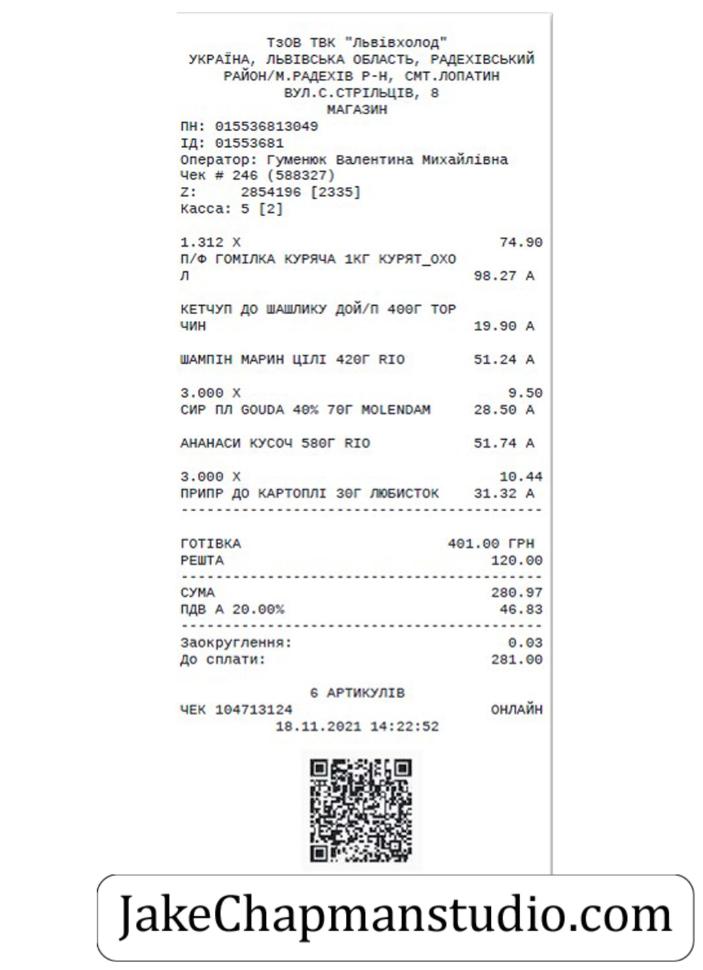 ТзОВ ТВК "Львівхолод"
УКРАЇНА, ЛЬВІВСЬКА ОБЛАСТЬ, РАДЕХІВСЬКИЙ
РАЙОН/М.РАДЕХІВ Р-Н, СМТ.ЛОПАТИН
ВУЛ.С.СТРІЛЬЦІВ, 8
МАГАЗИН
ПН: 015536813049
ІД: 01553681
Оператор: Гуменюк Валентина Михайлівна
Чек # 246 (588327)
Z: 2854196 [2335]
Касса: 5 [2]
1.312 X 74.90
П/Ф ГОМІЛКА КУРЯЧА 1КГ КУРЯТ_ОХО
Л 98.27 А
КЕТЧУП ДО ШАШЛИКУ ДОЙ/П 400Г ТОР
ЧИН 19.90 А
ШАМПІН МАРИН ЦІЛІ 420Г RIO 51.24 А
3.000 X 9.50
СИР ПЛ GOUDA 40% 70Г MOLENDAM 28.50 А
АНАНАСИ КУСОЧ 580Г RIO 51.74 А
3.000 X 10.44
ПРИПР ДО КАРТОПЛІ 30Г ЛЮБИСТОК 31.32 А
ГОТІВКА 401.00 ГРН
РЕШТА 120.00
СУМА 280.97
ПДВ А 20.00% 46.83
Заокруглення: 0.03
До сплати: 281.00
6 АРТИКУЛІВ
ЧЕК 104713124 ОНЛАЙН
18.11.2021 14:22:52
JakeChapmanstudio.com